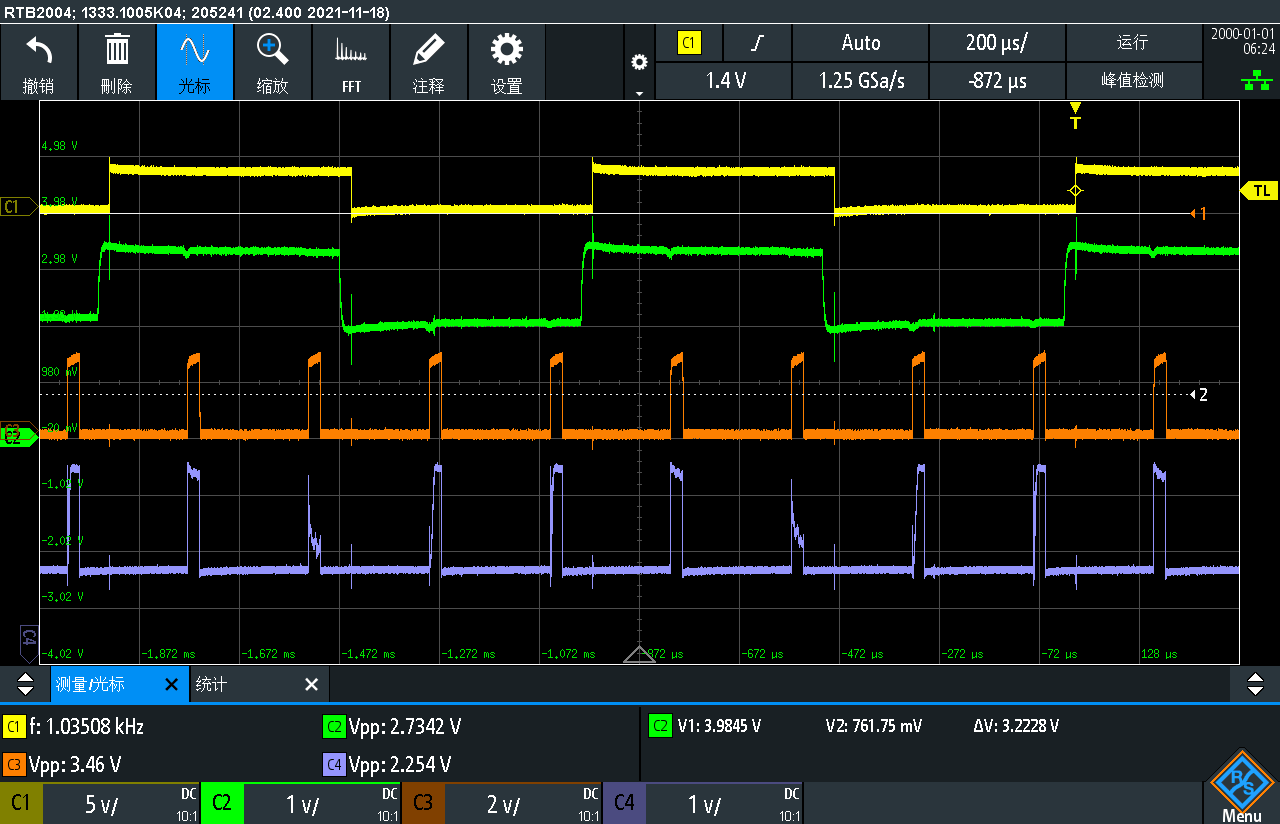 RTB2004; 1333.1005K04; 205241 (02.400 2021-11-18)
撤销
删除
光标
缩放
FFT
注释
设置
C1
Auto
200 µs/
运行
1.4 V
1.25 GSa/s
-872 µs
峰值检测
2000-01-01
06:24
T
4.98 V
TL
C1
3.98 V
1
2.98 V
980 mV
2
C2
-20 mV
-1.02 V
-2.02 V
-3.02 V
C4
-4.02 V
-1.872 ms
-1.672 ms
-1.472 ms
-1.272 ms
-1.072 ms
-872 µs
-672 µs
-472 µs
-272 µs
-72 µs
128 µs
测量/光标
统计
C1 f: 1.03508 kHz
C2 Vpp: 2.7342 V
C2 V1: 3.9845 V
V2: 761.75 mV
ΔV: 3.2228 V
C3 Vpp: 3.46 V
C4 Vpp: 2.254 V
C1 5 V/ DC 10:1
C2 1 V/ DC 10:1
C3 2 V/ DC 10:1
C4 1 V/ DC 10:1
R S
Menu